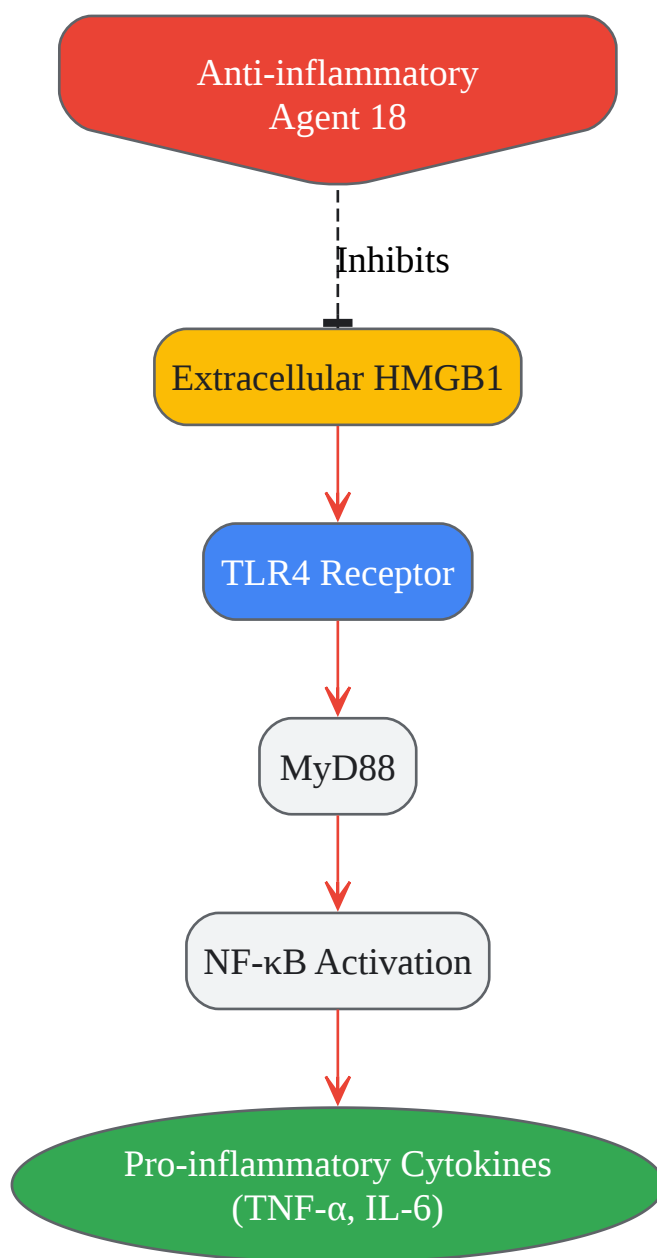 Anti-inflammatory
Agent 18
Inhibits
Extracellular HMGB1
TLR4 Receptor
MyD88
NF-κB Activation
Pro-inflammatory Cytokines
(TNF-α, IL-6)